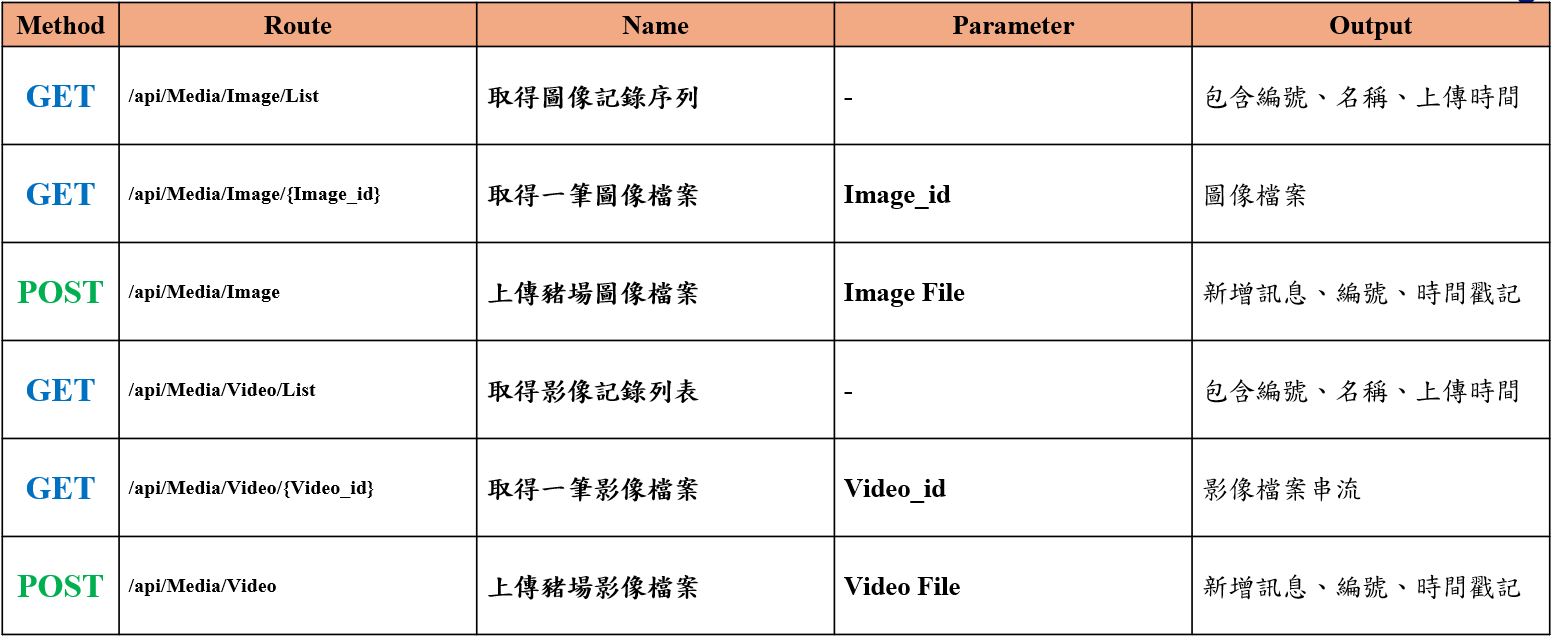 Method Route Name Parameter Output
GET /api/Media/Image/List 取得圖像記錄序列 - 包含編號、名稱、上傳時間
GET /api/Media/Image/{Image_id} 取得一筆圖像檔案 Image_id 圖像檔案
POST /api/Media/Image 上傳豬場圖像檔案 Image File 新增訊息、編號、時間戳記
GET /api/Media/Video/List 取得影像記錄列表 - 包含編號、名稱、上傳時間
GET /api/Media/Video/{Video_id} 取得一筆影像檔案 Video_id 影像檔案串流
POST /api/Media/Video 上傳豬場影像檔案 Video File 新增訊息、編號、時間戳記